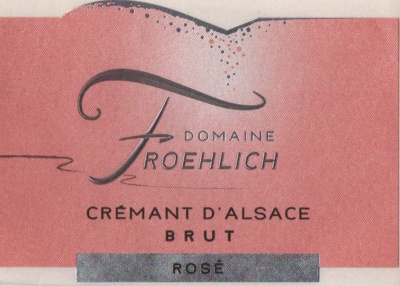 DOMAINE
FROEHLICH
CRÉMANT D'ALSACE
BRUT
ROSÉ